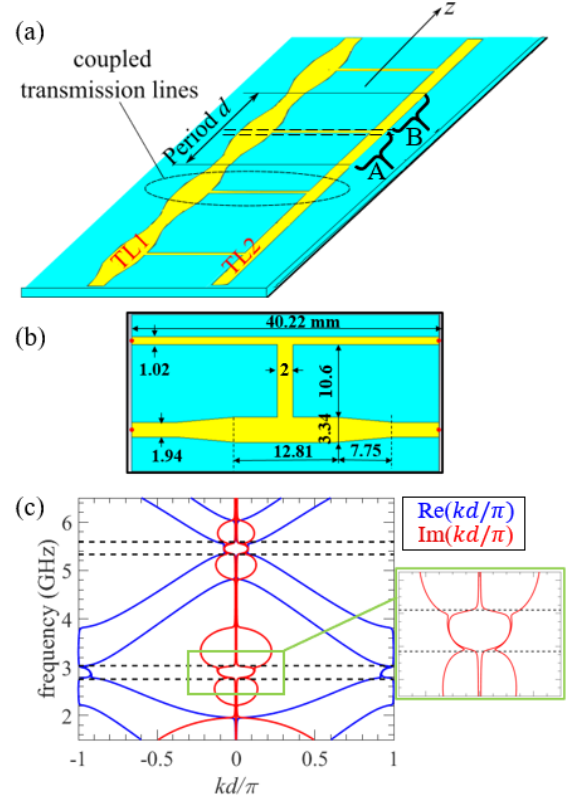 (a)
z
coupled
transmission lines
Period d
B
A
TL1
TL2
(b)
40.22 mm
1.02
2
10.6
3.34
1.94
12.81
7.75
(c)
Re(kd/π)
Im(kd/π)
frequency (GHz)
6
5
4
3
2
-1
-0.5
0
0.5
1
kd/π